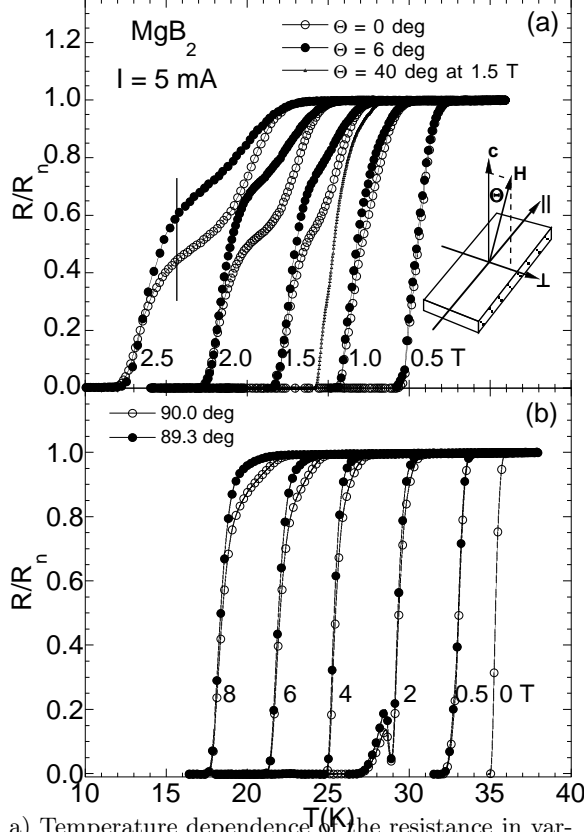 1.2
1.0
0.8
0.6
0.4
0.2
0.0
R/Rn
MgB2
I = 5 mA
Θ = 0 deg
Θ = 6 deg
Θ = 40 deg at 1.5 T
(a)
c
H
Θ
||
⊥
2.5
2.0
1.5
1.0
0.5 T
90.0 deg
89.3 deg
(b)
1.0
0.8
0.6
0.4
0.2
0.0
R/Rn
8
6
4
2
0.5
0 T
10
15
20
25
30
35
40
T(K)
a) Temperature dependence of the resistance in var-